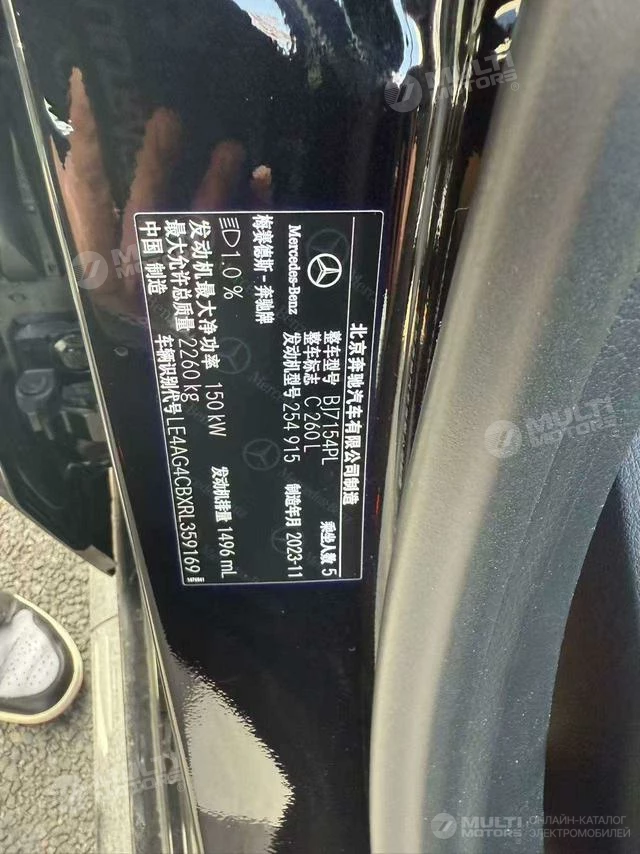 北京奔驰汽车有限公司制造
Mercedes-Benz
梅赛德斯-奔驰牌
整车型号 BJ7154PL 乘坐人数 5
整车标志 C 260 L
发动机型号 254 915 制造年月 2023-11
1.0 %
发动机最大净功率 150 kW 发动机排量 1496 mL
最大允许总质量 2260 kg
车辆识别代号 LE4AG4CBXRL359169
中国 制造
MULTI MOTORS®
MULTI MOTORS
MULTI MOTORS
MULTI MOTORS
MULTI MOTORS
ОНЛАЙН-КАТАЛОГ
ЭЛЕКТРОМОБИЛЕЙ